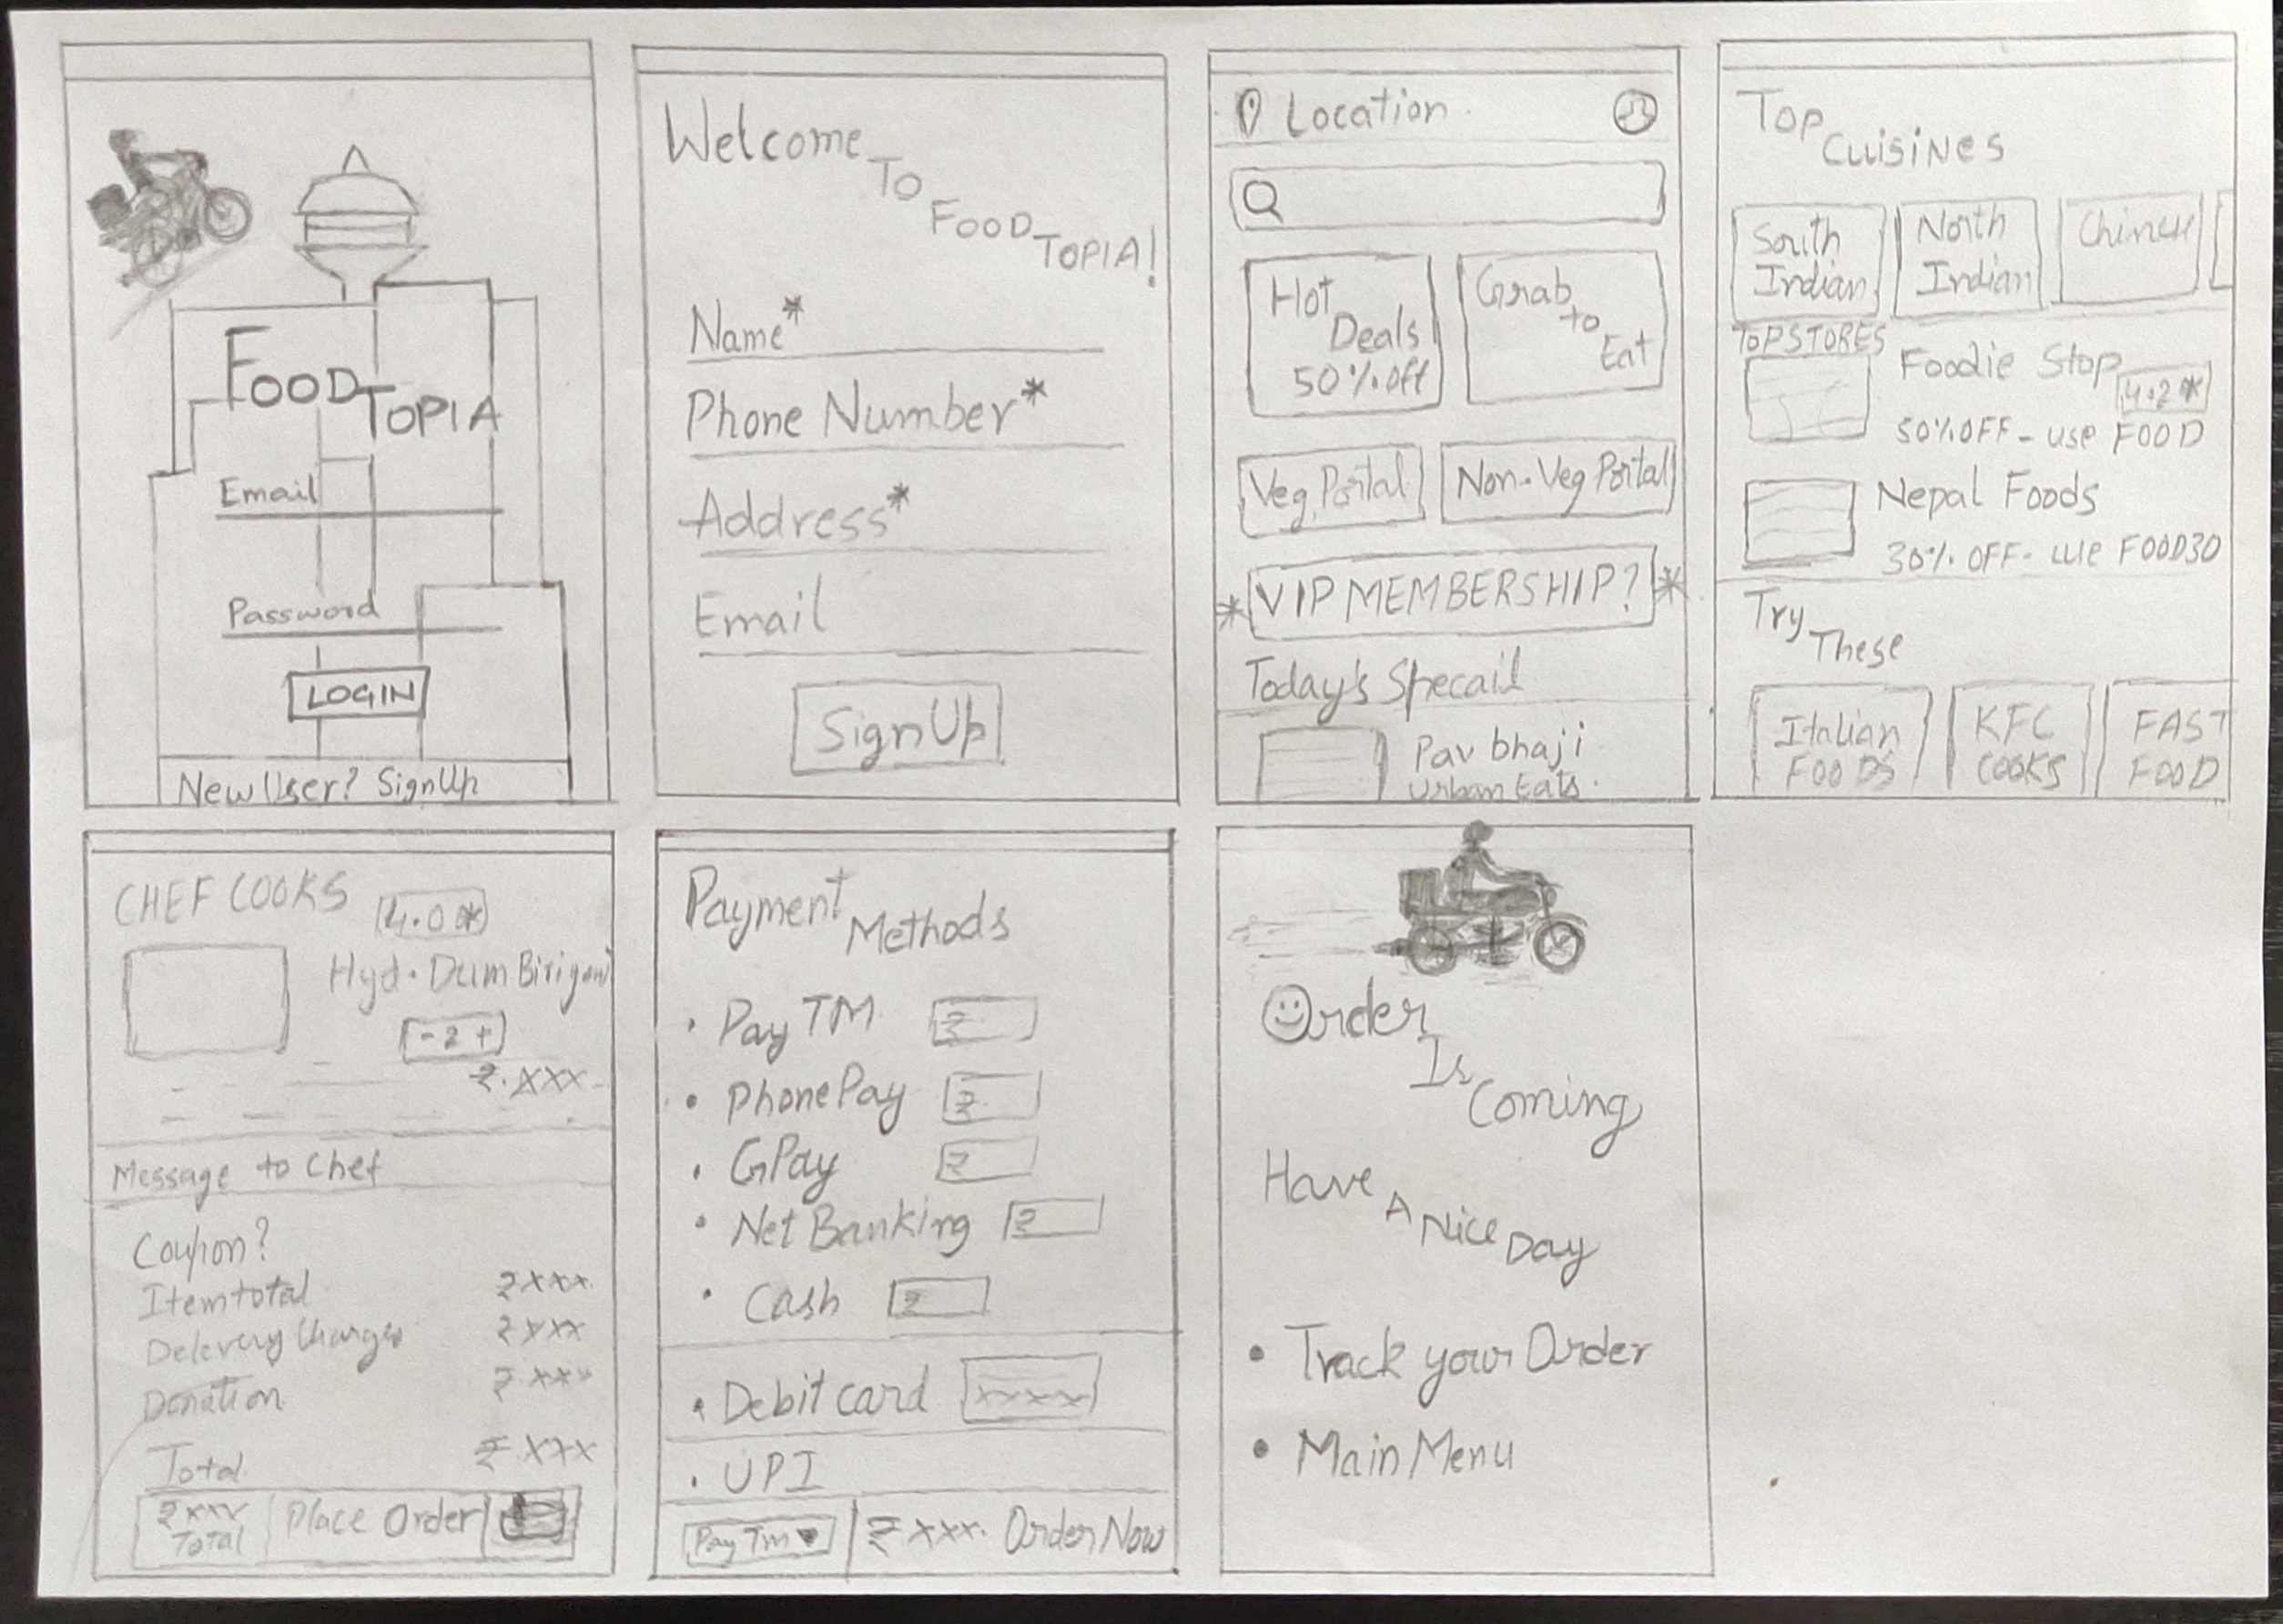 FOOD
TOPIA
Email
Password
LOGIN
New User? SignUp
Welcome
To
FOOD
TOPIA!
Name*
Phone Number*
Address*
Email
SignUp
Location
Hot
Deals
50% off
Grab
to
Eat
Veg Portal
Non-Veg Portal
* VIP MEMBERSHIP? *
Today's Specail
Pav bhaji
Urban Eats.
TOP
CUISINES
South
Indian
North
Indian
Chinese
TOP STORES
Foodie Stop
4.2 *
50% OFF - use FOOD
Nepal Foods
30% OFF - use FOOD30
Try
These
Italian
FOODS
KFC
COOKS
FAST
FOOD
CHEF COOKS
4.0 *
Hyd. Dum Biriyani
- 2 +
₹.XXX
Message to Chef
Coupon?
Itemtotal ₹XXX
Delevery Charges ₹XXX
Donation ₹XXX
Total ₹XXX
₹XXX
Total
Place Order
Payment
Methods
• PayTM ₹
• PhonePay ₹
• GPay ₹
• Net Banking ₹
• Cash ₹
• Debit card XXXX
• UPI
PayTm ▾ ₹XXX. Order Now
Order
Is
Coming
Have
A
Nice
Day
• Track your Order
• Main Menu